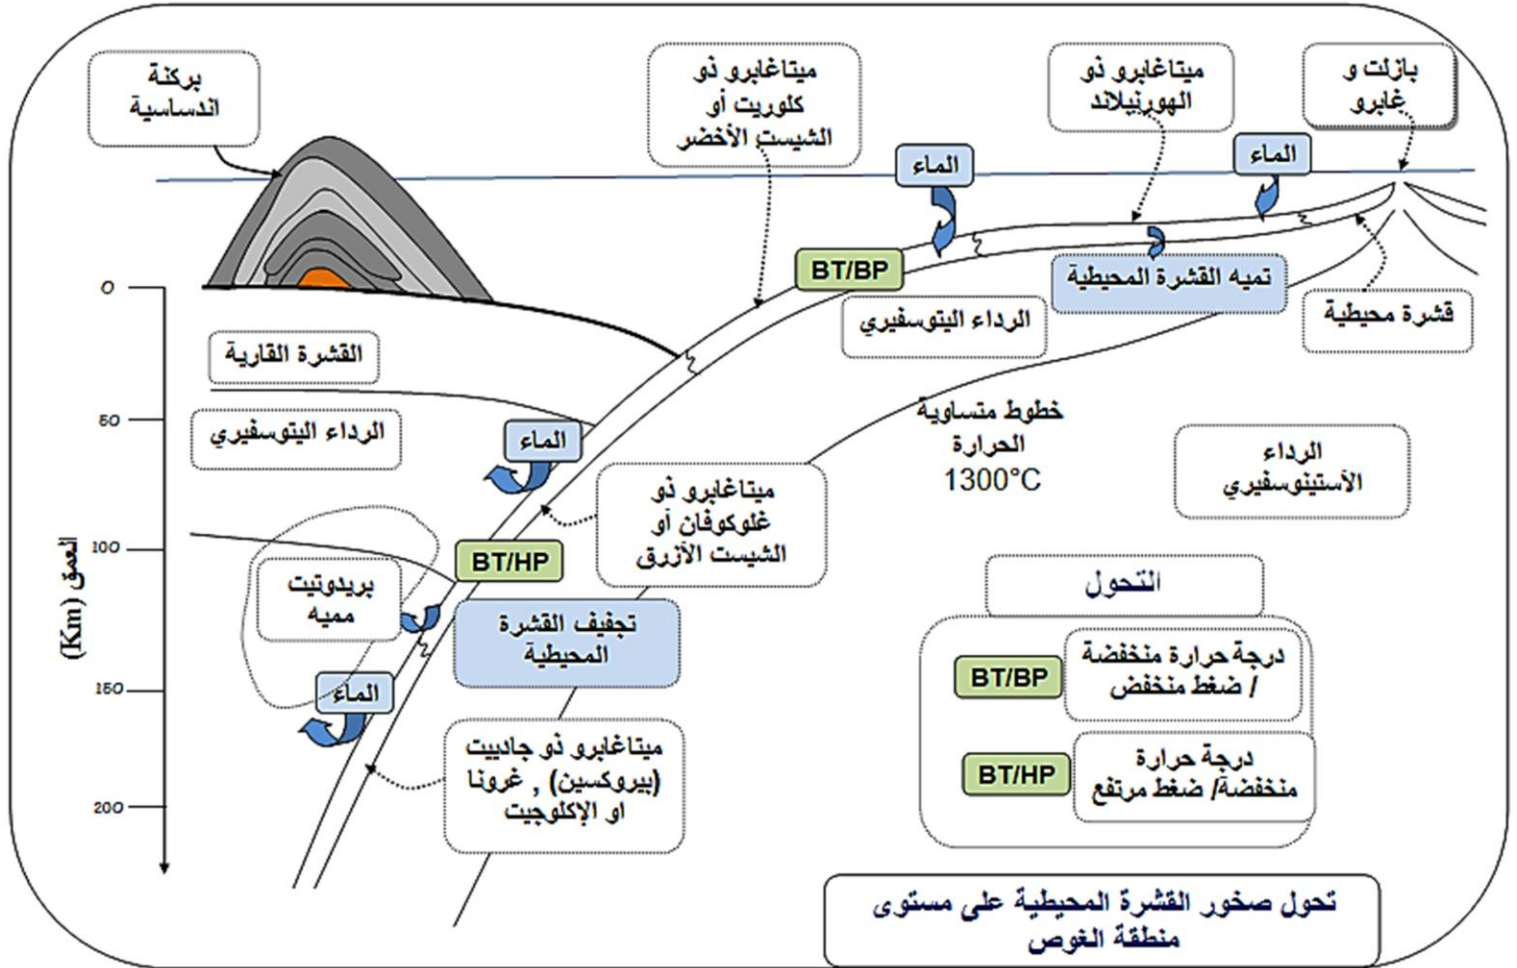 بازلت و
غابرو
ميتاغابرو ذو
الهورنبلاند
ميتاغابرو ذو
كلوريت أو
الشيست الأخضر
بركنة
اندساسية
الماء
الماء
BT/BP
تميه القشرة المحيطية
قشرة محيطية
الرداء اليتوسفيري
القشرة القارية
الرداء اليتوسفيري
الماء
خطوط متساوية
الحرارة
1300°C
الرداء
الأستينوسفيري
ميتاغابرو ذو
غلوكوفان أو
الشيست الأزرق
BT/HP
بريدوتيت
مميه
تجفيف القشرة
المحيطية
الماء
ميتاغابرو ذو جادييت
(بيروكسين) , غرونا
او الإكلوجيت
0
50
100
150
200
العمق (Km)
التحول
درجة حرارة منخفضة
/ ضغط منخفض
BT/BP
درجة حرارة
منخفضة/ ضغط مرتفع
BT/HP
تحول صخور القشرة المحيطية على مستوى
منطقة الغوص